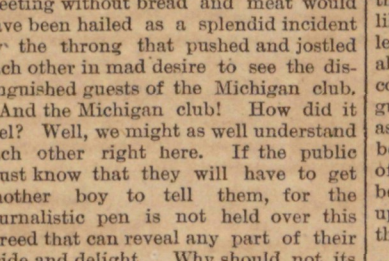 eeting without bread and meat would
ve been hailed as a splendid incident
the throng that pushed and jostled
ch other in mad desire to see the dis-
nguished guests of the Michigan club.
And the Michigan club! How did it
el? Well, we might as well understand
ch other right here. If the public
ust know that they will have to get
nother boy to tell them, for the
urnalistic pen is not held over this
reed that can reveal any part of their
ide and delight. Why should not its